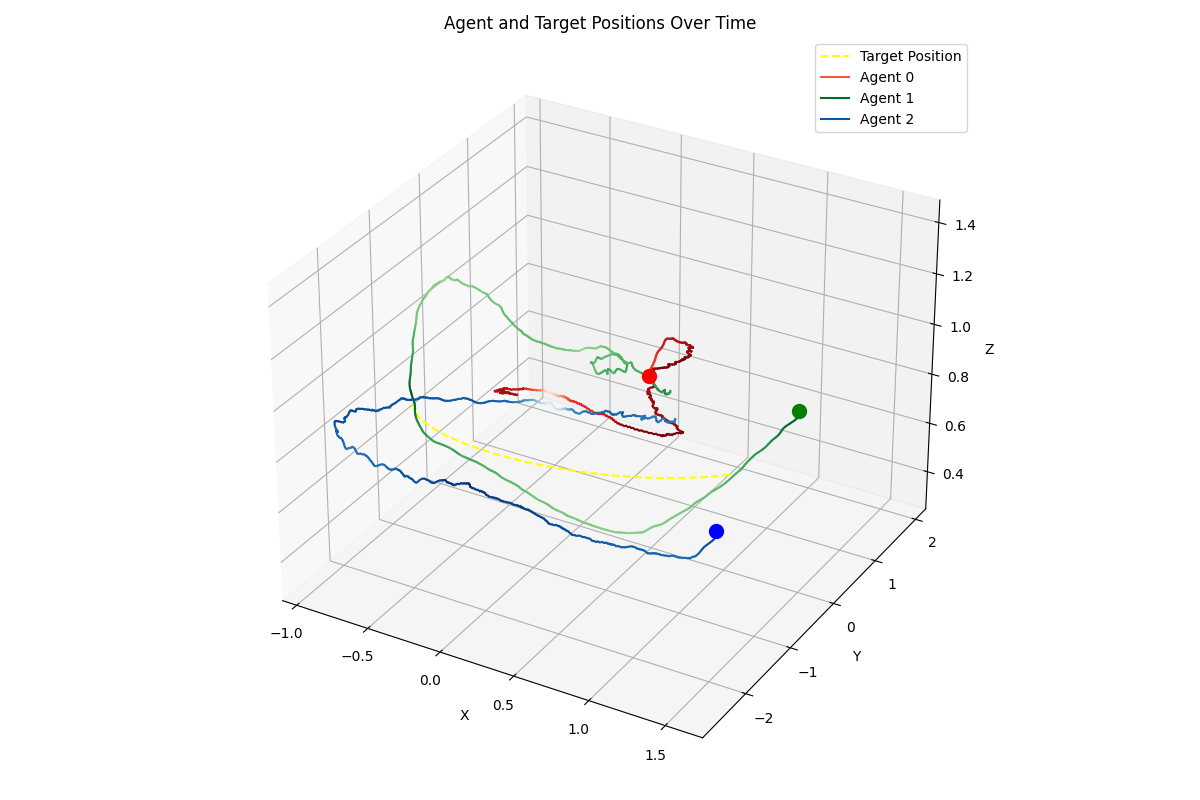 Agent and Target Positions Over Time
Target Position
Agent 0
Agent 1
Agent 2
1.4
1.2
1.0
Z
0.8
0.6
0.4
2
1
0
Y
−1
−2
−1.0
−0.5
0.0
X
0.5
1.0
1.5